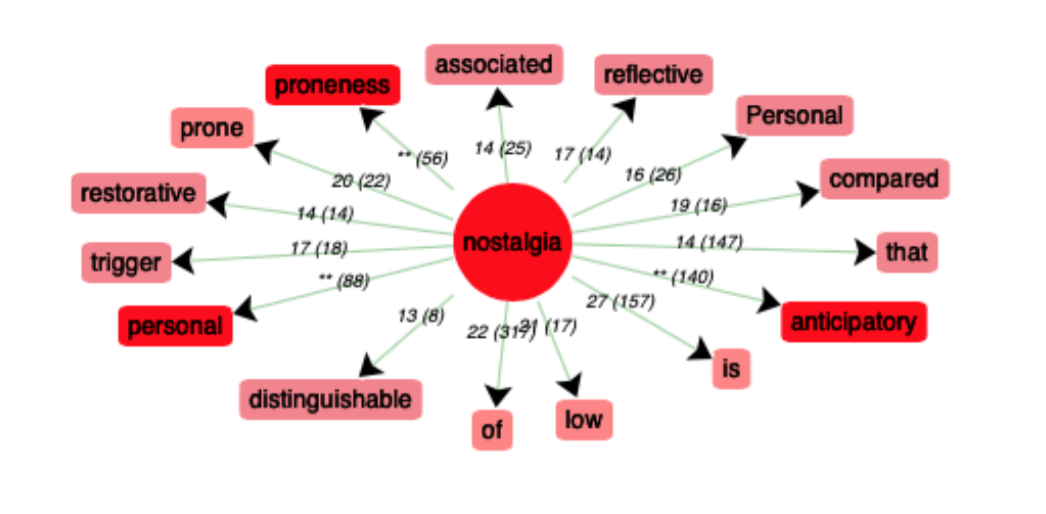 associated
reflective
proneness
Personal
prone
14 (25)
17 (14)
** (56)
16 (26)
compared
20 (22)
restorative
19 (16)
14 (14)
nostalgia
14 (147)
that
17 (18)
trigger
** (140)
** (88)
27 (157)
personal
13 (8)
22 (317)
21 (17)
anticipatory
is
distinguishable
low
of